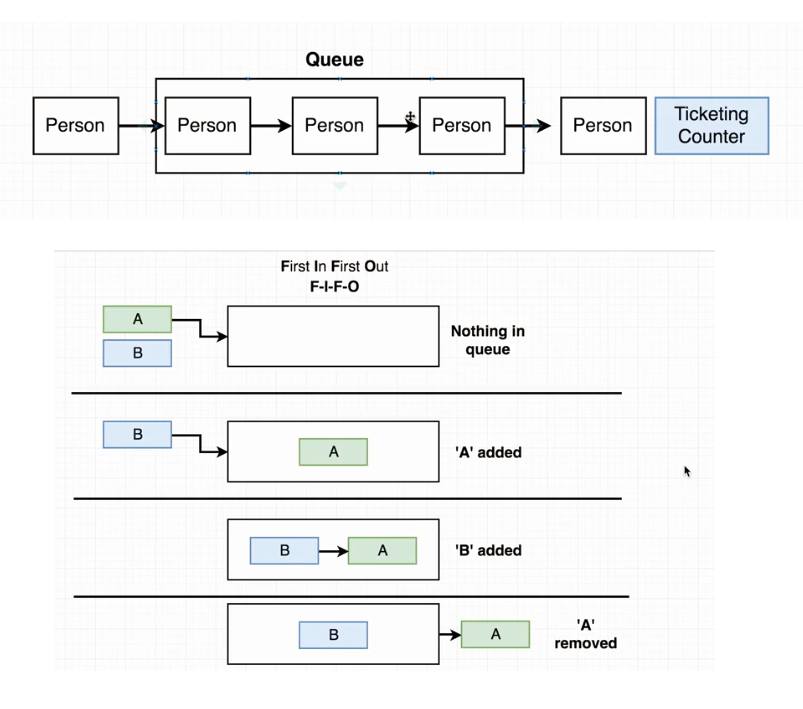 Queue
Person
Person
Person
Person
Person
Ticketing
Counter
First In First Out
F-I-F-O
A
B
Nothing in
queue
B
A
'A' added
B
A
'B' added
B
A
'A'
removed